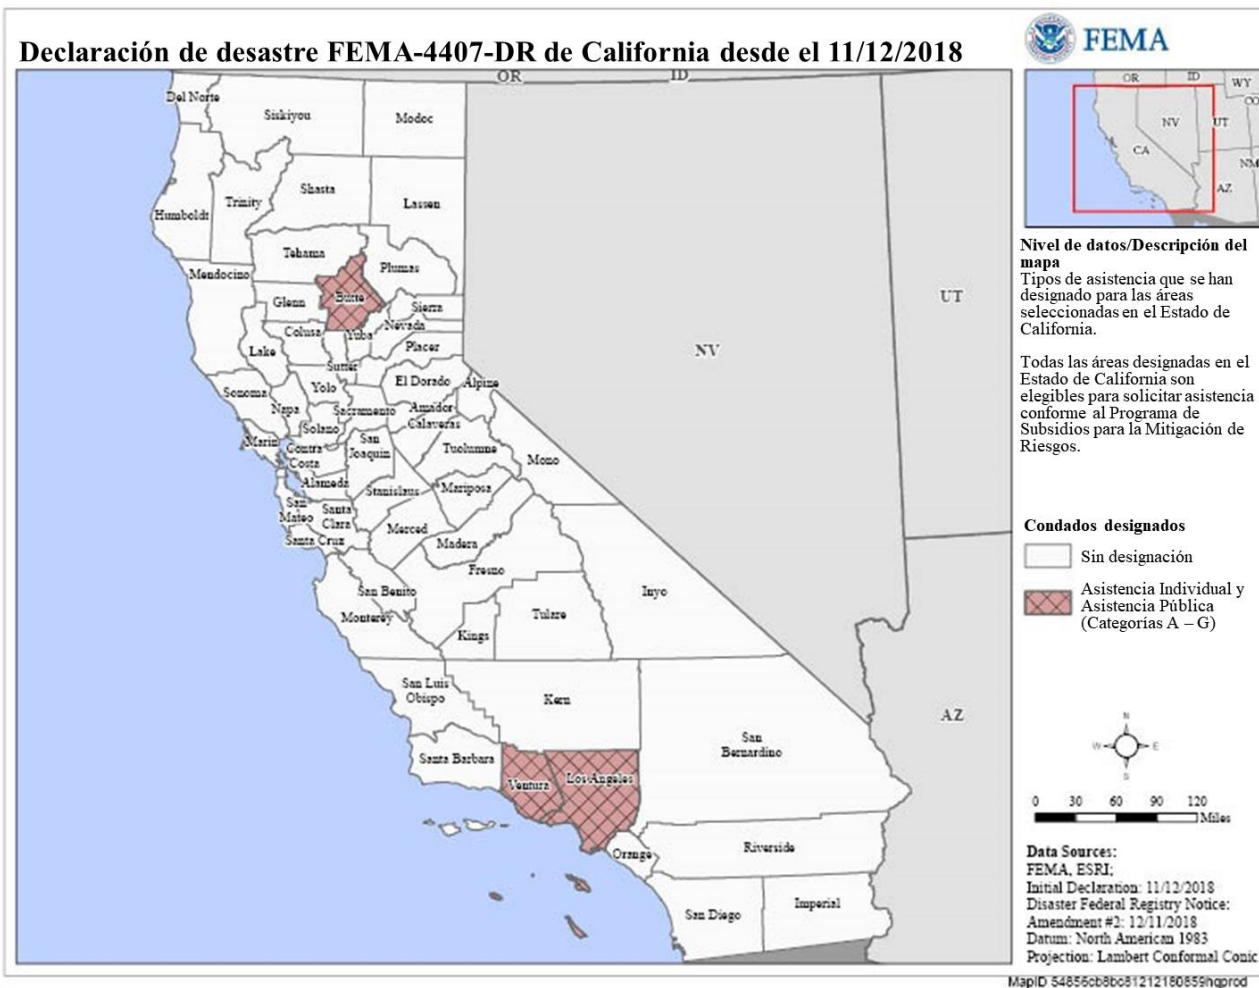 Declaración de desastre FEMA-4407-DR de California desde el 11/12/2018
FEMA
OR
ID
Del Norte
Siskiyou
Modoc
Shasta
Trinity
Humboldt
Lassen
Tehama
Plumas
Mendocino
Butte
Glenn
Sierra
Nevada
Colusa
Yuba
Placer
Lake
Sutter
El Dorado
Alpine
Yolo
Sonoma
Napa
Sacramento
Amador
Calaveras
Solano
Marin
Contra
Costa
San
Joaquin
Tuolumne
Mono
Alameda
Stanislaus
Mariposa
San
Mateo
Santa
Clara
Merced
Santa Cruz
Madera
Fresno
San Benito
Inyo
Monterey
Tulare
Kings
San Luis
Obispo
Kern
San
Bernardino
Santa Barbara
Ventura
Los Angeles
Orange
Riverside
San Diego
Imperial
NV
UT
AZ
OR
ID
WY
NV
UT
CO
CA
NM
AZ
Nivel de datos/Descripción del
mapa
Tipos de asistencia que se han
designado para las áreas
seleccionadas en el Estado de
California.
Todas las áreas designadas en el
Estado de California son
elegibles para solicitar asistencia
conforme al Programa de
Subsidios para la Mitigación de
Riesgos.
Condados designados
Sin designación
Asistencia Individual y
Asistencia Pública
(Categorías A – G)
N
W
E
S
0 30 60 90 120
Miles
Data Sources:
FEMA, ESRI;
Initial Declaration: 11/12/2018
Disaster Federal Registry Notice:
Amendment #2: 12/11/2018
Datum: North American 1983
Projection: Lambert Conformal Conic
MapID 54856cb8bc81212180859hqprod